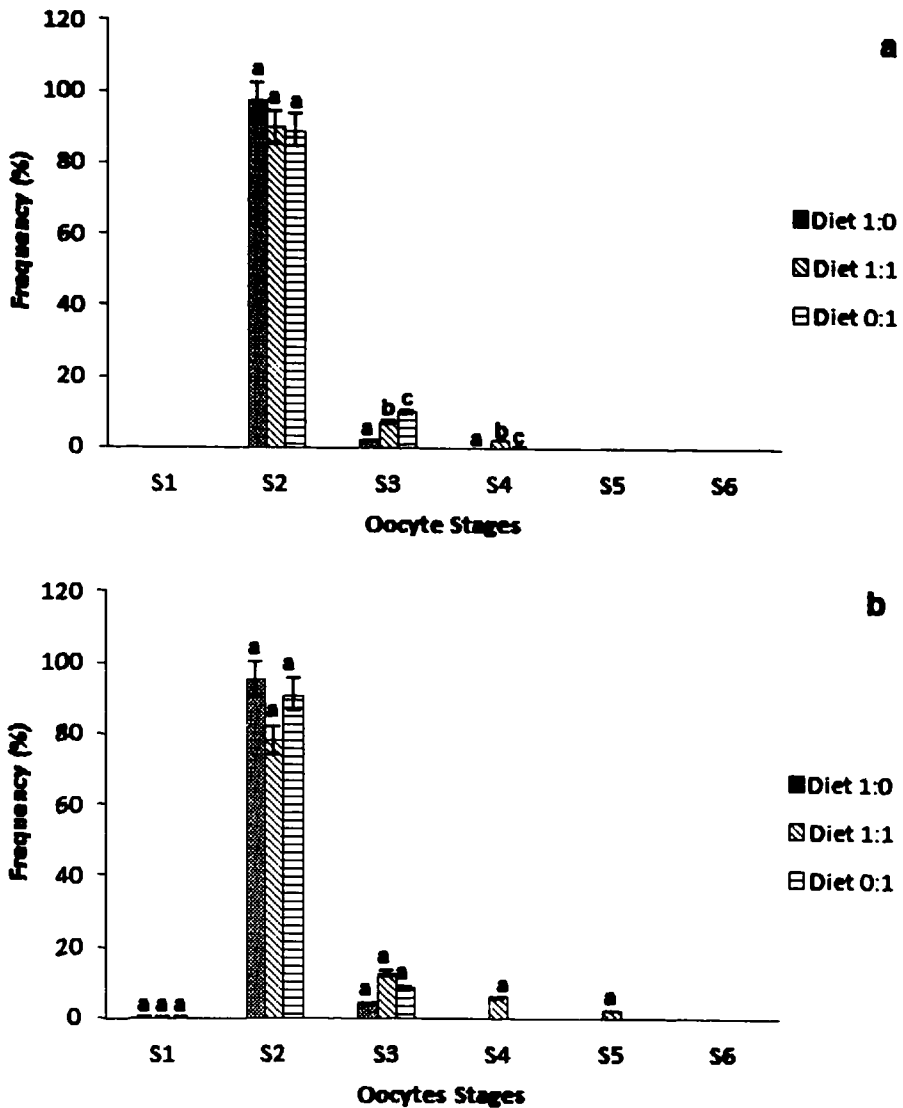 a
120
100
80
60
40
20
0
Frequency (%)
a a a
a b c
a b c
S1 S2 S3 S4 S5 S6
Oocyte Stages
Diet 1:0
Diet 1:1
Diet 0:1
b
120
100
80
60
40
20
0
Frequency (%)
a a a
a a a
a a a
a
a
S1 S2 S3 S4 S5 S6
Oocytes Stages
Diet 1:0
Diet 1:1
Diet 0:1